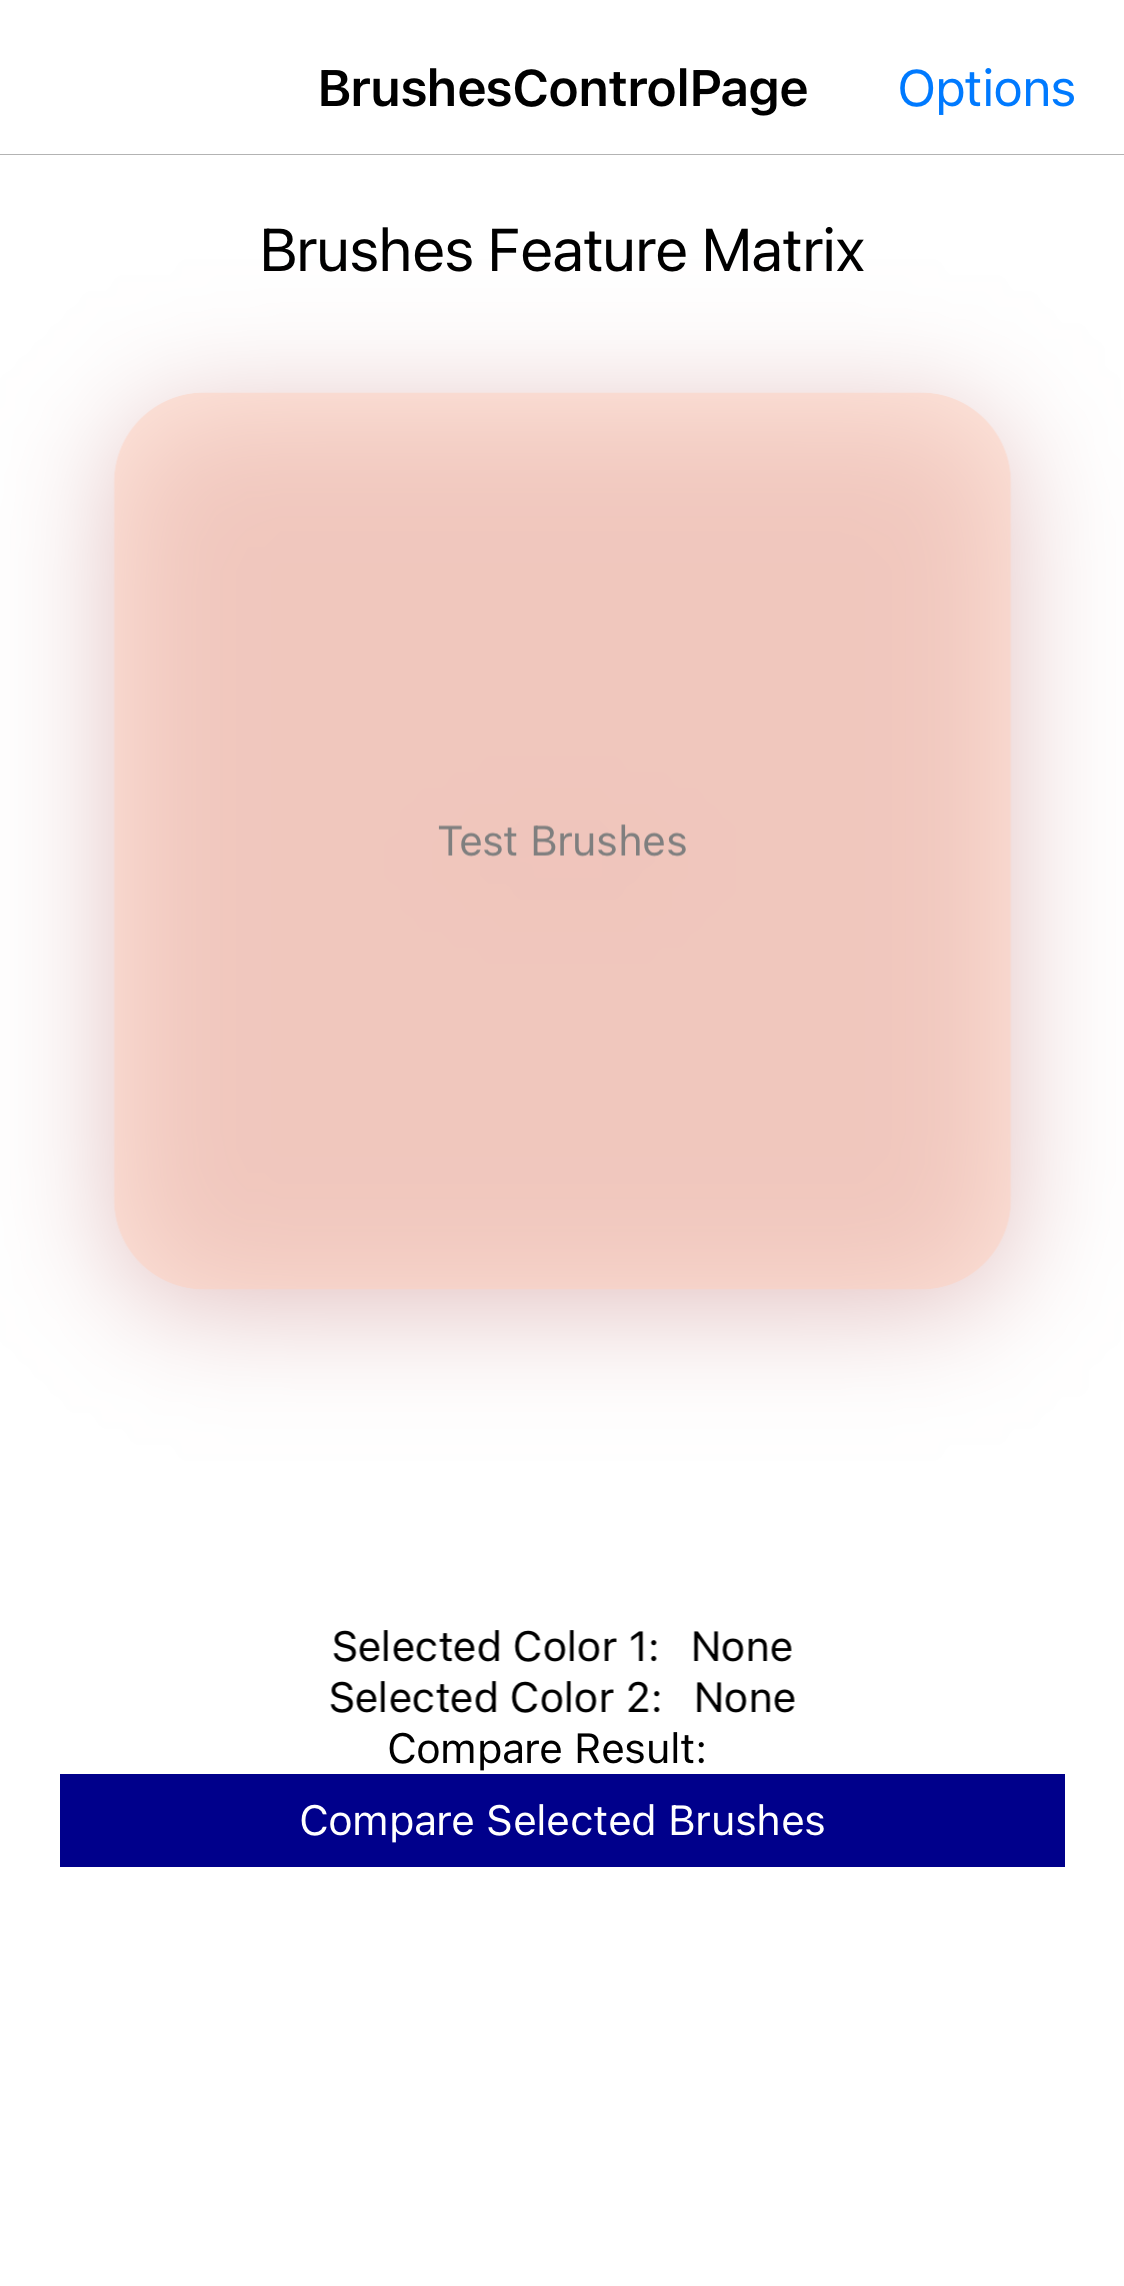 BrushesControlPage Options
Brushes Feature Matrix
Test Brushes
Selected Color 1: None
Selected Color 2: None
Compare Result:
Compare Selected Brushes